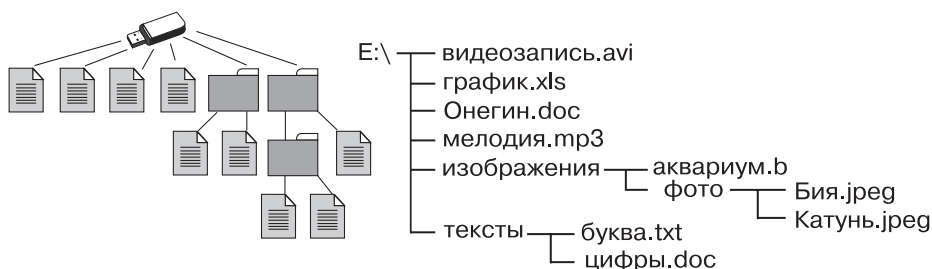 E:\
видеозапись.avi
график.xls
Онегин.doc
мелодия.mp3
изображения
аквариум.b
фото
Бия.jpeg
Катунь.jpeg
тексты
буква.txt
цифры.doc